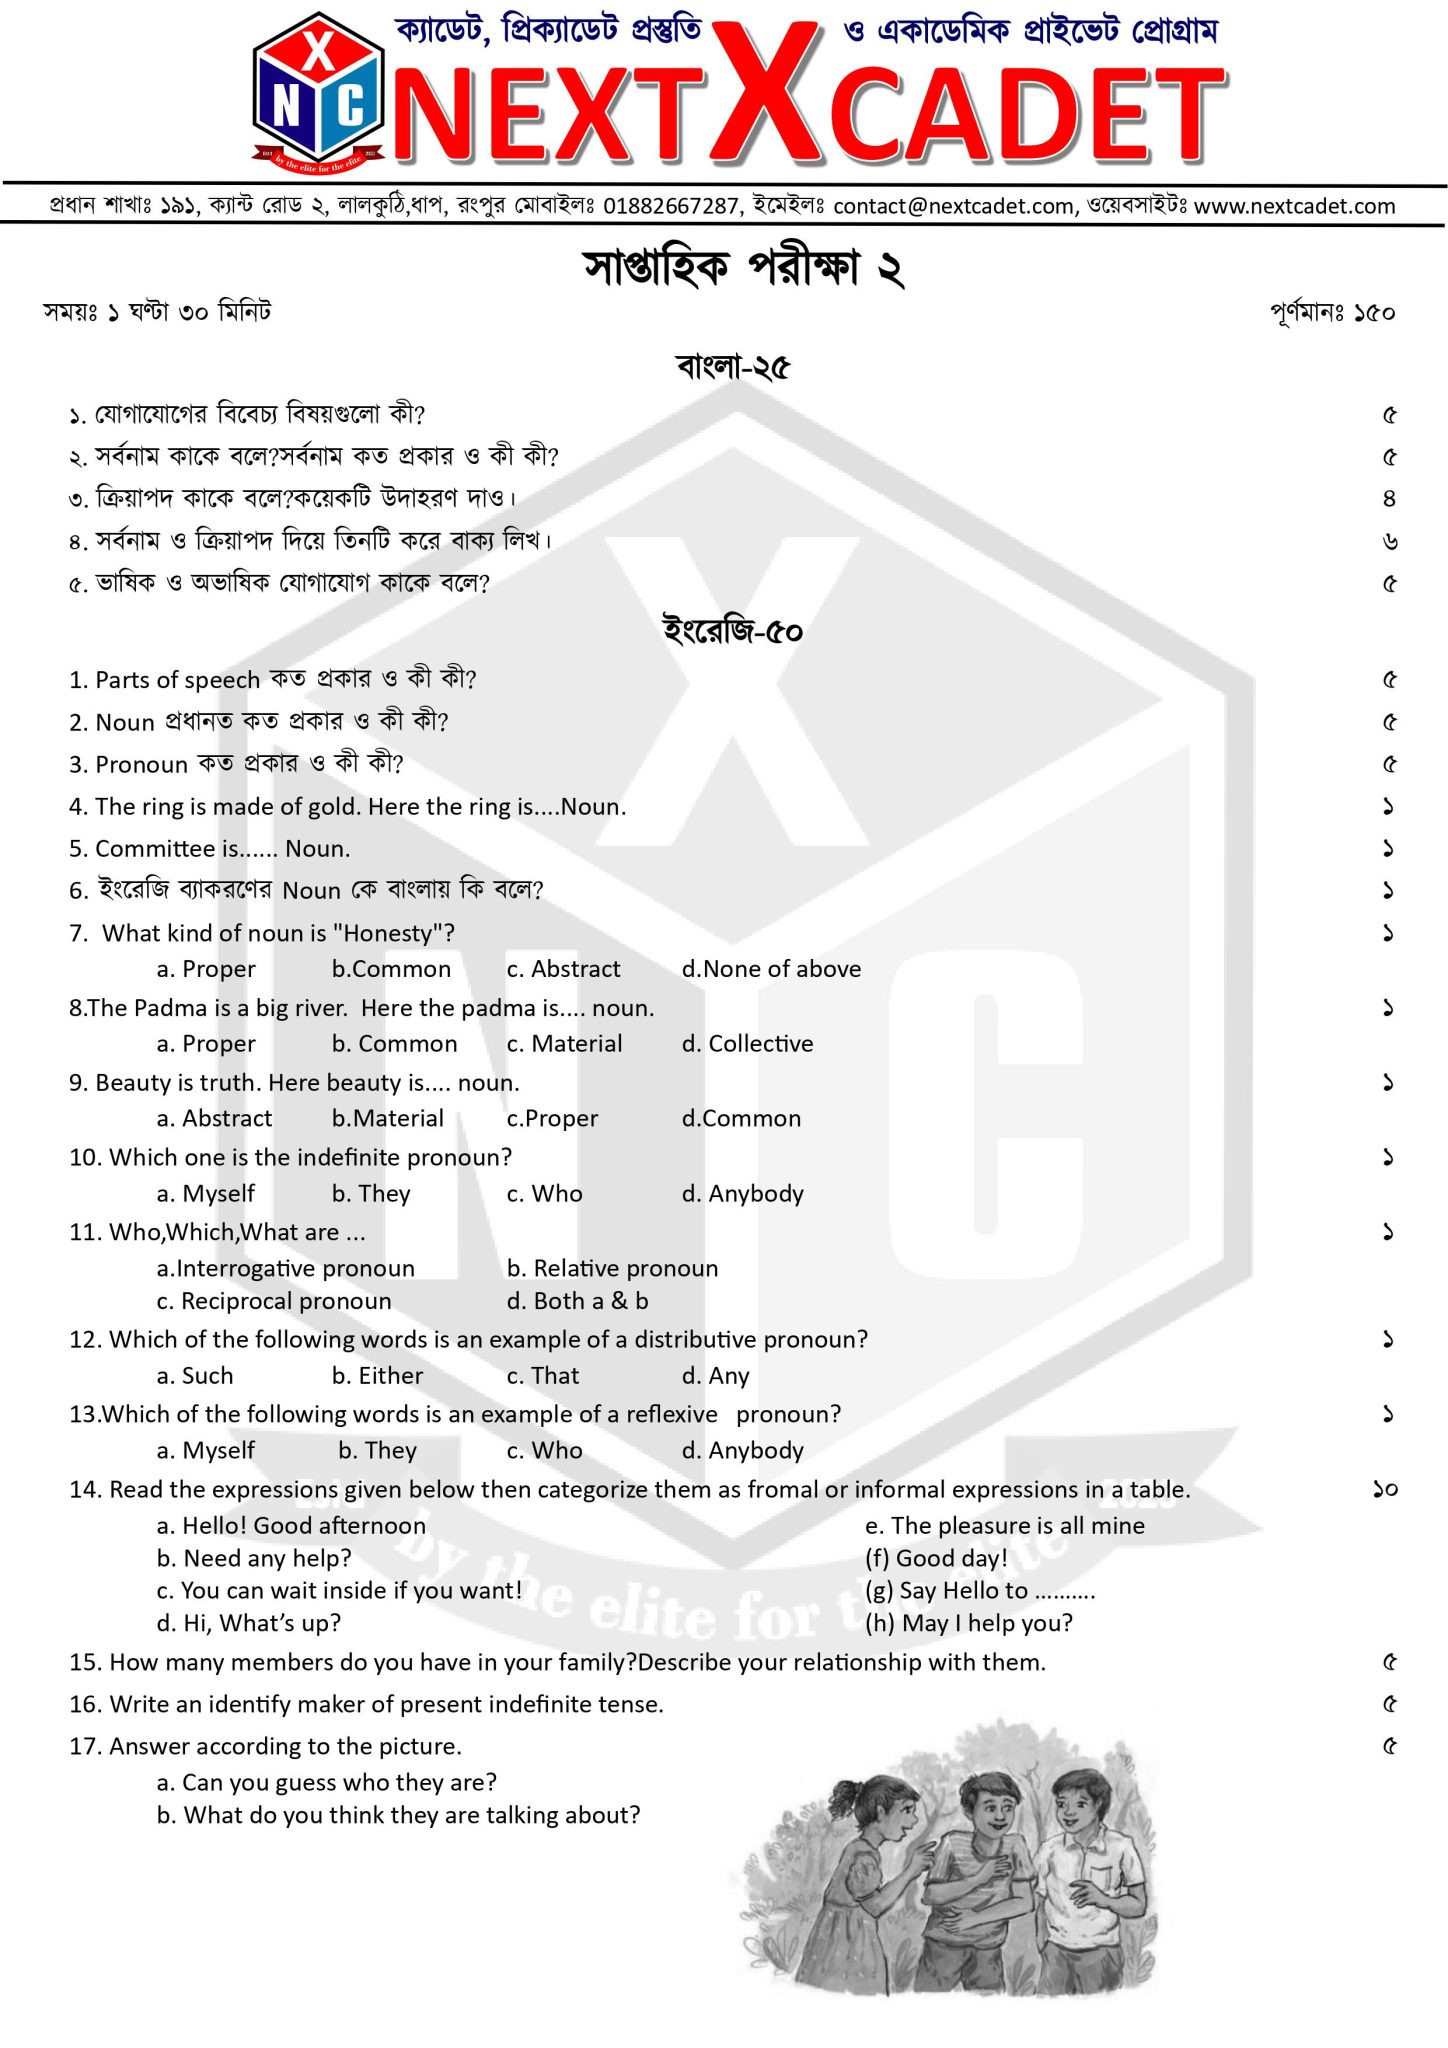 ক্যাডেট, প্রিক্যাডেট প্রস্তুতি ও একাডেমিক প্রাইভেট প্রোগ্রাম
X
N C
Estd 2023
by the elite for the elite
NEXTXCADET
প্রধান শাখাঃ ১৯১, ক্যান্ট রোড ২, লালকুঠি,ধাপ, রংপুর মোবাইলঃ 01882667287, ইমেইলঃ contact@nextcadet.com, ওয়েবসাইটঃ www.nextcadet.com
সাপ্তাহিক পরীক্ষা ২
সময়ঃ ১ ঘণ্টা ৩০ মিনিট পূর্ণমানঃ ১৫০
বাংলা-২৫
১. যোগাযোগের বিবেচ্য বিষয়গুলো কী? ৫
২. সর্বনাম কাকে বলে?সর্বনাম কত প্রকার ও কী কী? ৫
৩. ক্রিয়াপদ কাকে বলে?কয়েকটি উদাহরণ দাও। ৪
৪. সর্বনাম ও ক্রিয়াপদ দিয়ে তিনটি করে বাক্য লিখ। ৬
৫. ভাষিক ও অভাষিক যোগাযোগ কাকে বলে? ৫
ইংরেজি-৫০
1. Parts of speech কত প্রকার ও কী কী? ৫
2. Noun প্রধানত কত প্রকার ও কী কী? ৫
3. Pronoun কত প্রকার ও কী কী? ৫
4. The ring is made of gold. Here the ring is....Noun. ১
5. Committee is...... Noun. ১
6. ইংরেজি ব্যাকরণের Noun কে বাংলায় কি বলে? ১
7. What kind of noun is "Honesty"? ১
a. Proper b.Common c. Abstract d.None of above
8.The Padma is a big river. Here the padma is.... noun. ১
a. Proper b. Common c. Material d. Collective
9. Beauty is truth. Here beauty is.... noun. ১
a. Abstract b.Material c.Proper d.Common
10. Which one is the indefinite pronoun? ১
a. Myself b. They c. Who d. Anybody
11. Who,Which,What are ... ১
a.Interrogative pronoun b. Relative pronoun
c. Reciprocal pronoun d. Both a & b
12. Which of the following words is an example of a distributive pronoun? ১
a. Such b. Either c. That d. Any
13.Which of the following words is an example of a reflexive pronoun? ১
a. Myself b. They c. Who d. Anybody
14. Read the expressions given below then categorize them as fromal or informal expressions in a table. ১০
a. Hello! Good afternoon e. The pleasure is all mine
b. Need any help? (f) Good day!
c. You can wait inside if you want! (g) Say Hello to ..........
d. Hi, What’s up? (h) May I help you?
15. How many members do you have in your family?Describe your relationship with them. ৫
16. Write an identify maker of present indefinite tense. ৫
17. Answer according to the picture. ৫
a. Can you guess who they are?
b. What do you think they are talking about?
X
N C
Estd 2023
by the elite for the elite